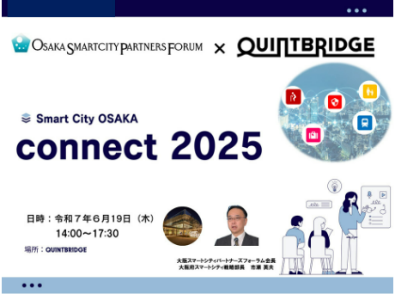 OSAKA SMARTCITY PARTNERS FORUM × QUINTBRIDGE
Smart City OSAKA
connect 2025
日時：令和7年6月19日（木）
14:00～17:30
場所：QUINTBRIDGE
大阪スマートシティパートナーズフォーラム会長
大阪府スマートシティ戦略部長